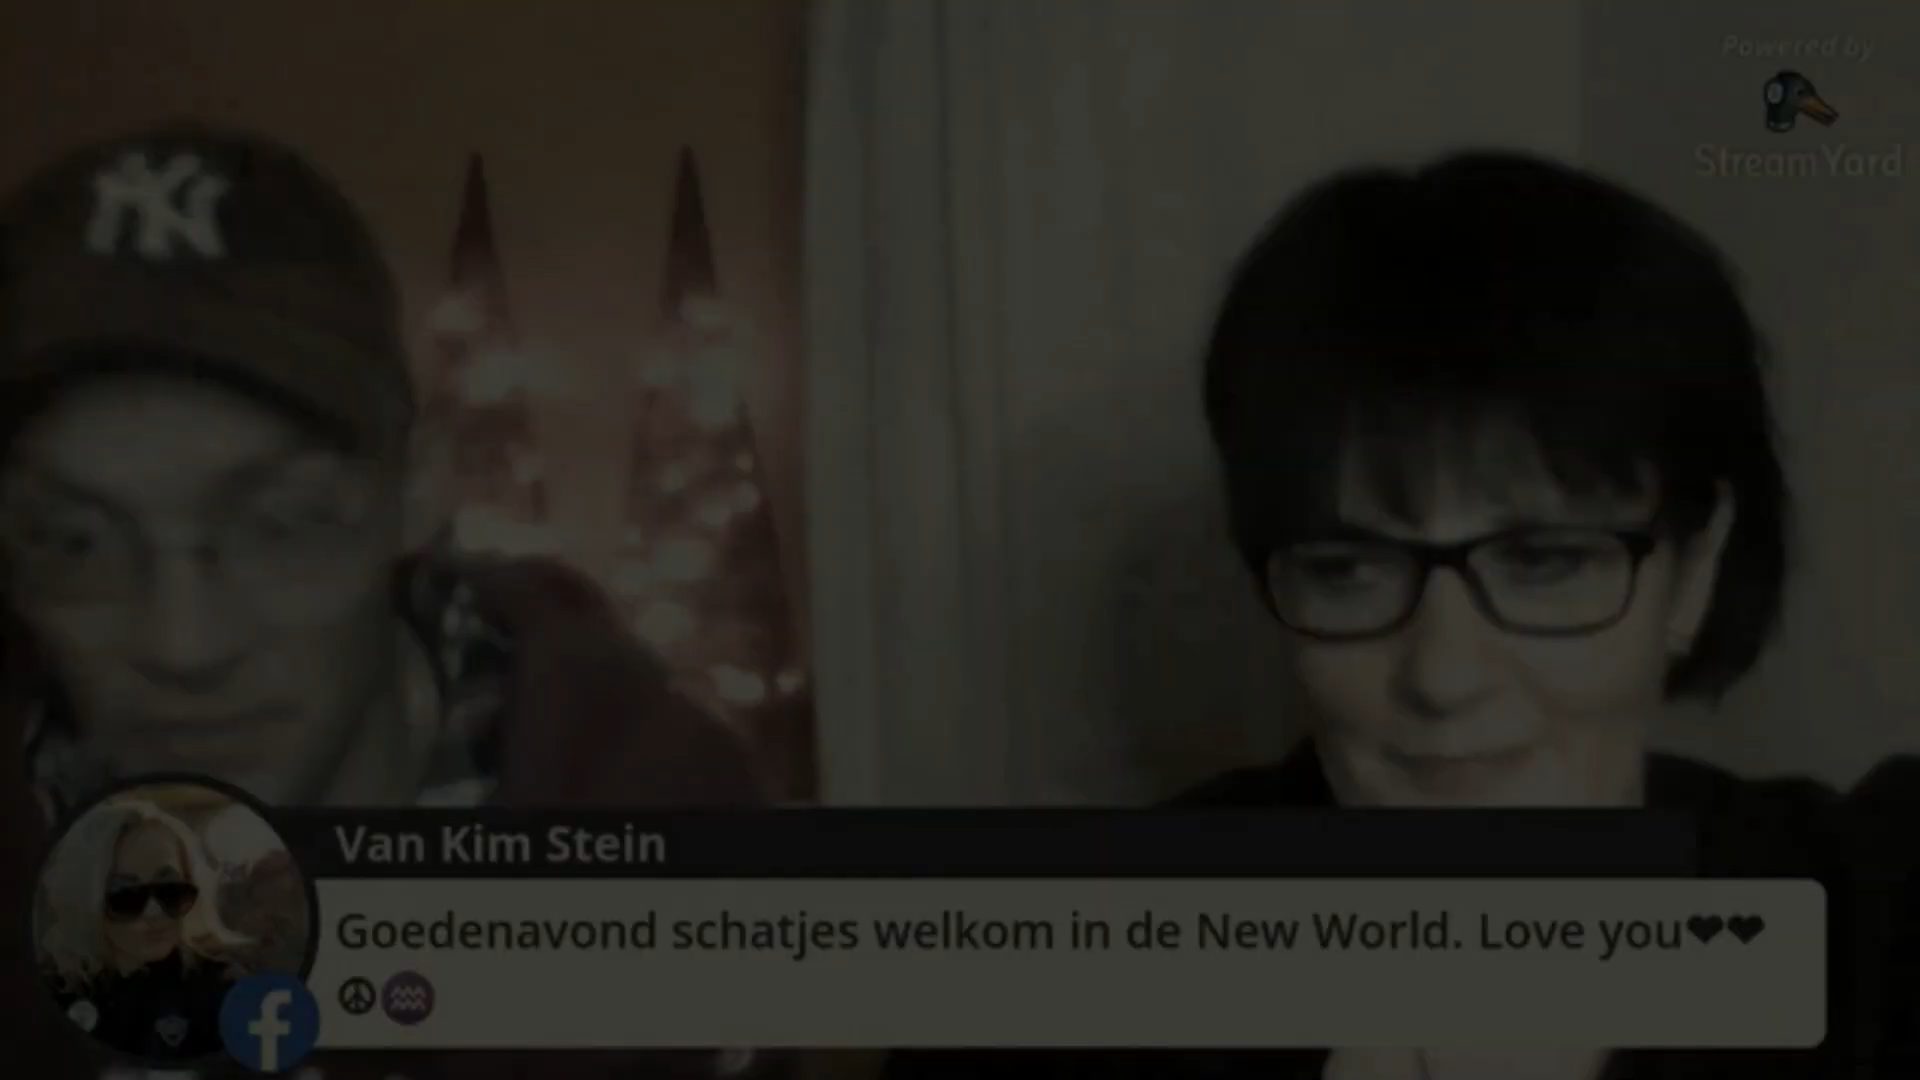 Powered by
StreamYard
NY
Van Kim Stein
Goedenavond schatjes welkom in de New World. Love you❤❤
☮♒